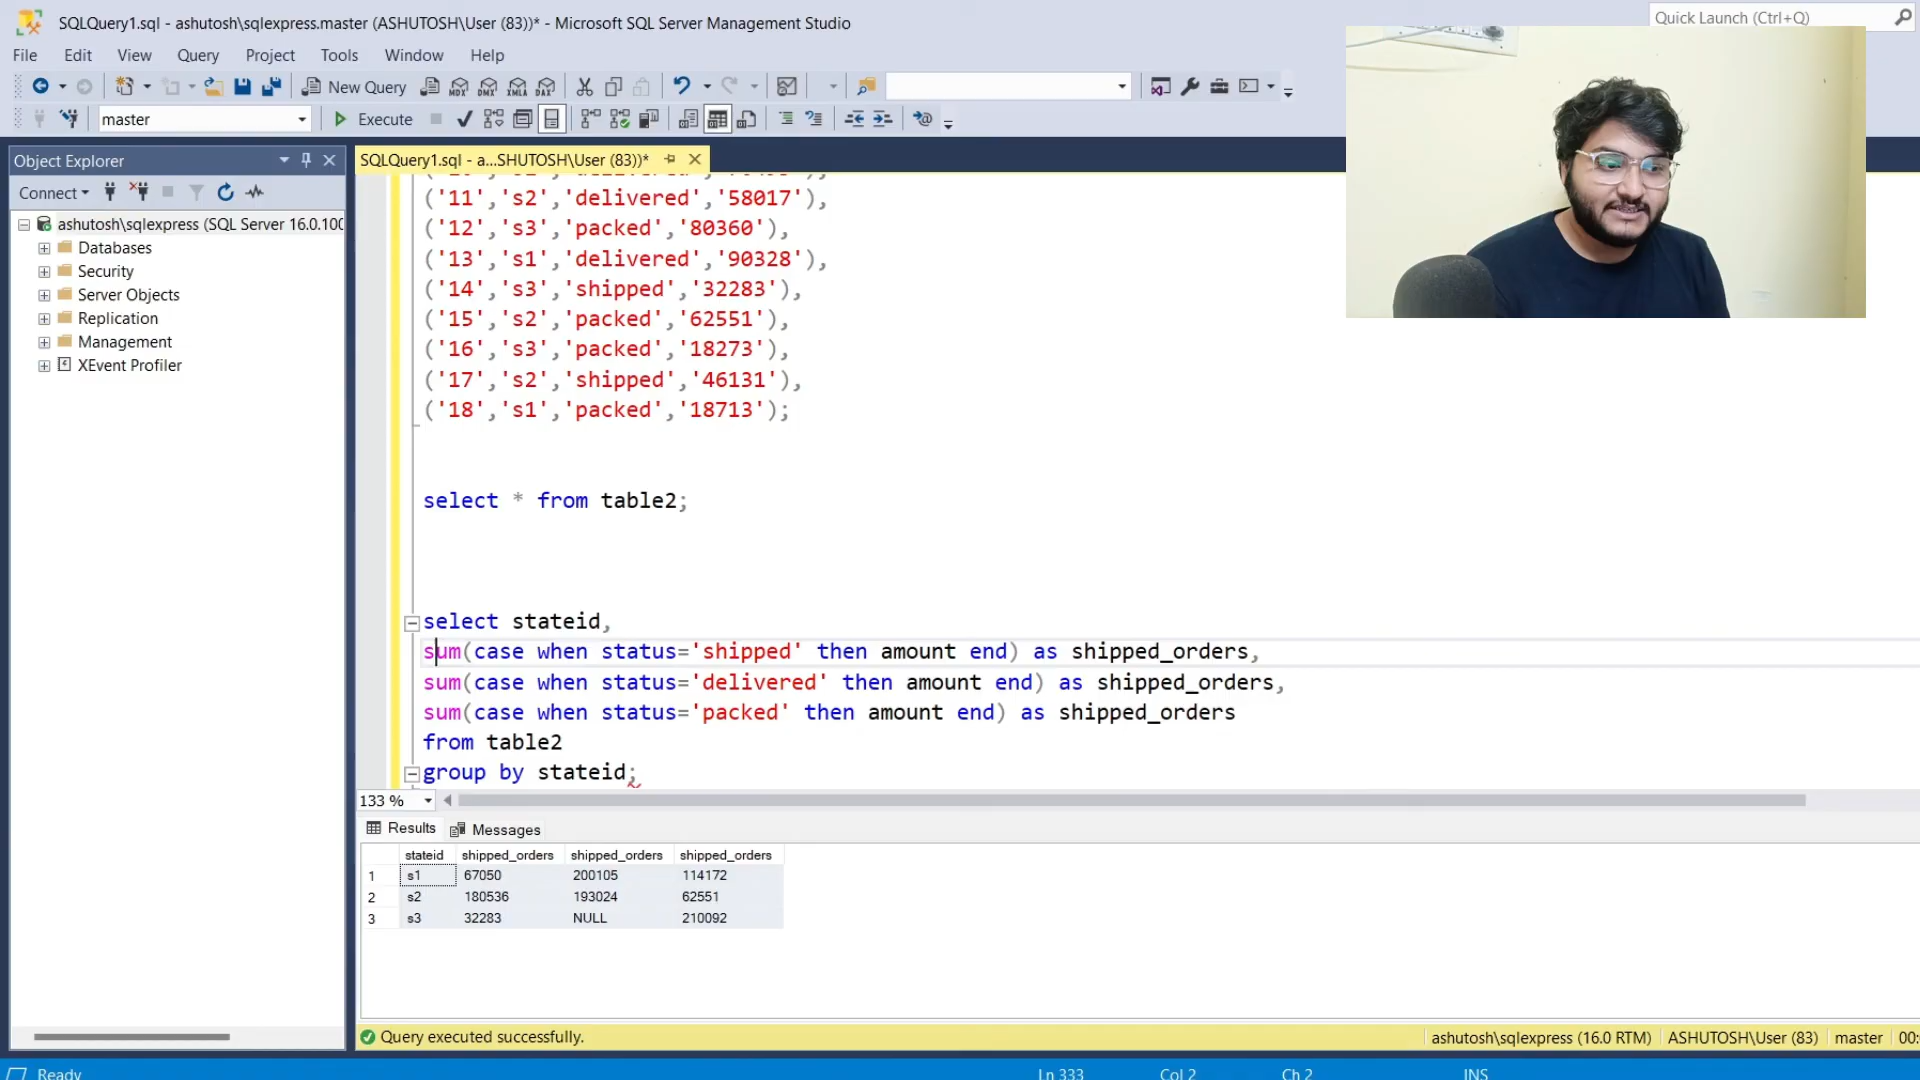 SQLQuery1.sql - ashutosh\sqlexpress.master (ASHUTOSH\User (83))* - Microsoft SQL Server Management Studio
Quick Launch (Ctrl+Q)
File Edit View Query Project Tools Window Help
New Query MDX DMX XMLA DAX
master Execute
Object Explorer
SQLQuery1.sql - a...SHUTOSH\User (83))*
Connect
ashutosh\sqlexpress (SQL Server 16.0.100
Databases
Security
Server Objects
Replication
Management
XEvent Profiler
('11','s2','delivered','58017'),
('12','s3','packed','80360'),
('13','s1','delivered','90328'),
('14','s3','shipped','32283'),
('15','s2','packed','62551'),
('16','s3','packed','18273'),
('17','s2','shipped','46131'),
('18','s1','packed','18713');
select * from table2;
select stateid,
sum(case when status='shipped' then amount end) as shipped_orders,
sum(case when status='delivered' then amount end) as shipped_orders,
sum(case when status='packed' then amount end) as shipped_orders
from table2
group by stateid;
133 %
Results Messages
stateid shipped_orders shipped_orders shipped_orders
1 s1 67050 200105 114172
2 s2 180536 193024 62551
3 s3 32283 NULL 210092
Query executed successfully.
ashutosh\sqlexpress (16.0 RTM) ASHUTOSH\User (83) master 00:
Ready Ln 333 Col 2 Ch 2 INS